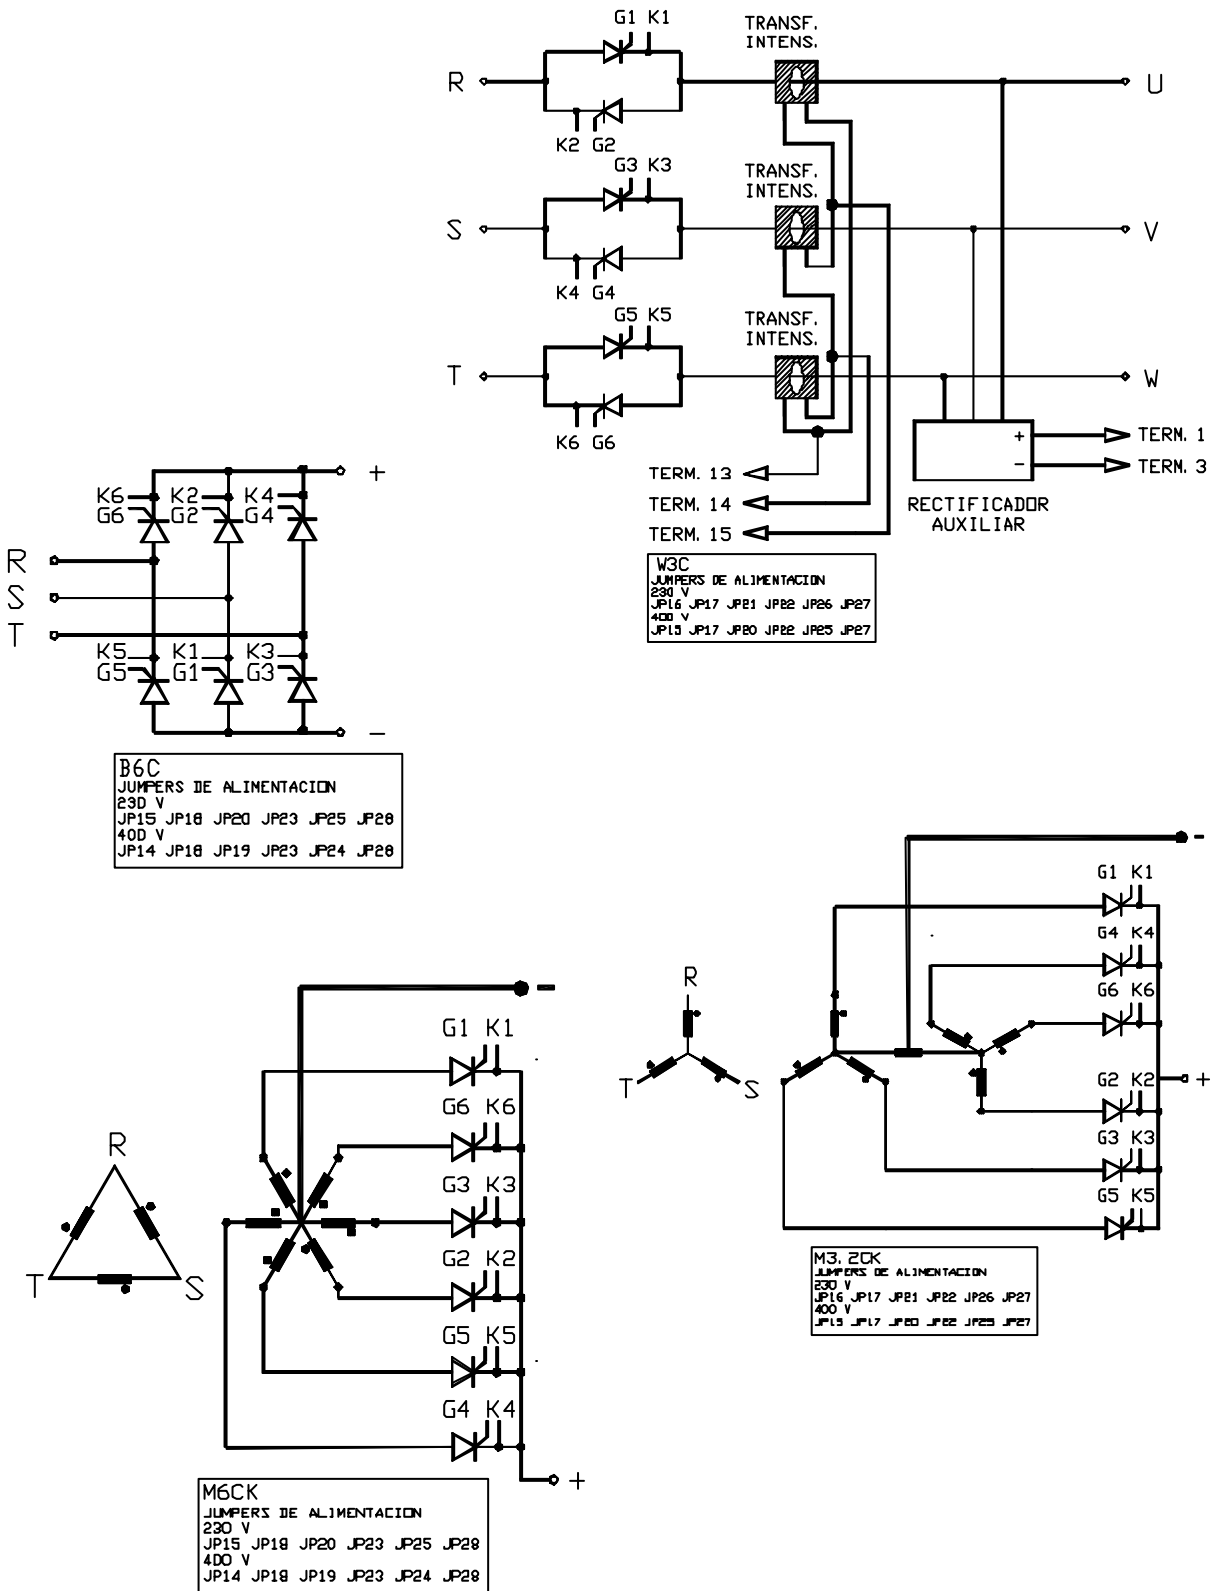 G1 K1
TRANSF.
INTENS.
R
U
K2 G2
G3 K3
TRANSF.
INTENS.
S
V
K4 G4
G5 K5
TRANSF.
INTENS.
T
W
K6 G6
+
-
TERM. 1
TERM. 3
RECTIFICADOR
AUXILIAR
TERM. 13
TERM. 14
TERM. 15
W3C
JUMPERS DE ALIMENTACION
230 V
JP16 JP17 JP21 JP22 JP26 JP27
400 V
JP15 JP17 JP20 JP22 JP25 JP27
+
K6 K2 K4
G6 G2 G4
R
S
T
K5 K1 K3
G5 G1 G3
-
B6C
JUMPERS DE ALIMENTACION
230 V
JP15 JP18 JP20 JP23 JP25 JP28
400 V
JP14 JP18 JP19 JP23 JP24 JP28
-
G1 K1
G4 K4
G6 K6
G2 K2
+
G3 K3
G5 K5
R
T
S
M3.2CK
JUMPERS DE ALIMENTACION
230 V
JP16 JP17 JP21 JP22 JP26 JP27
400 V
JP15 JP17 JP20 JP22 JP25 JP27
-
G1 K1
G6 K6
G3 K3
G2 K2
G5 K5
G4 K4
+
R
T
S
M6CK
JUMPERS DE ALIMENTACION
230 V
JP15 JP18 JP20 JP23 JP25 JP28
400 V
JP14 JP18 JP19 JP23 JP24 JP28